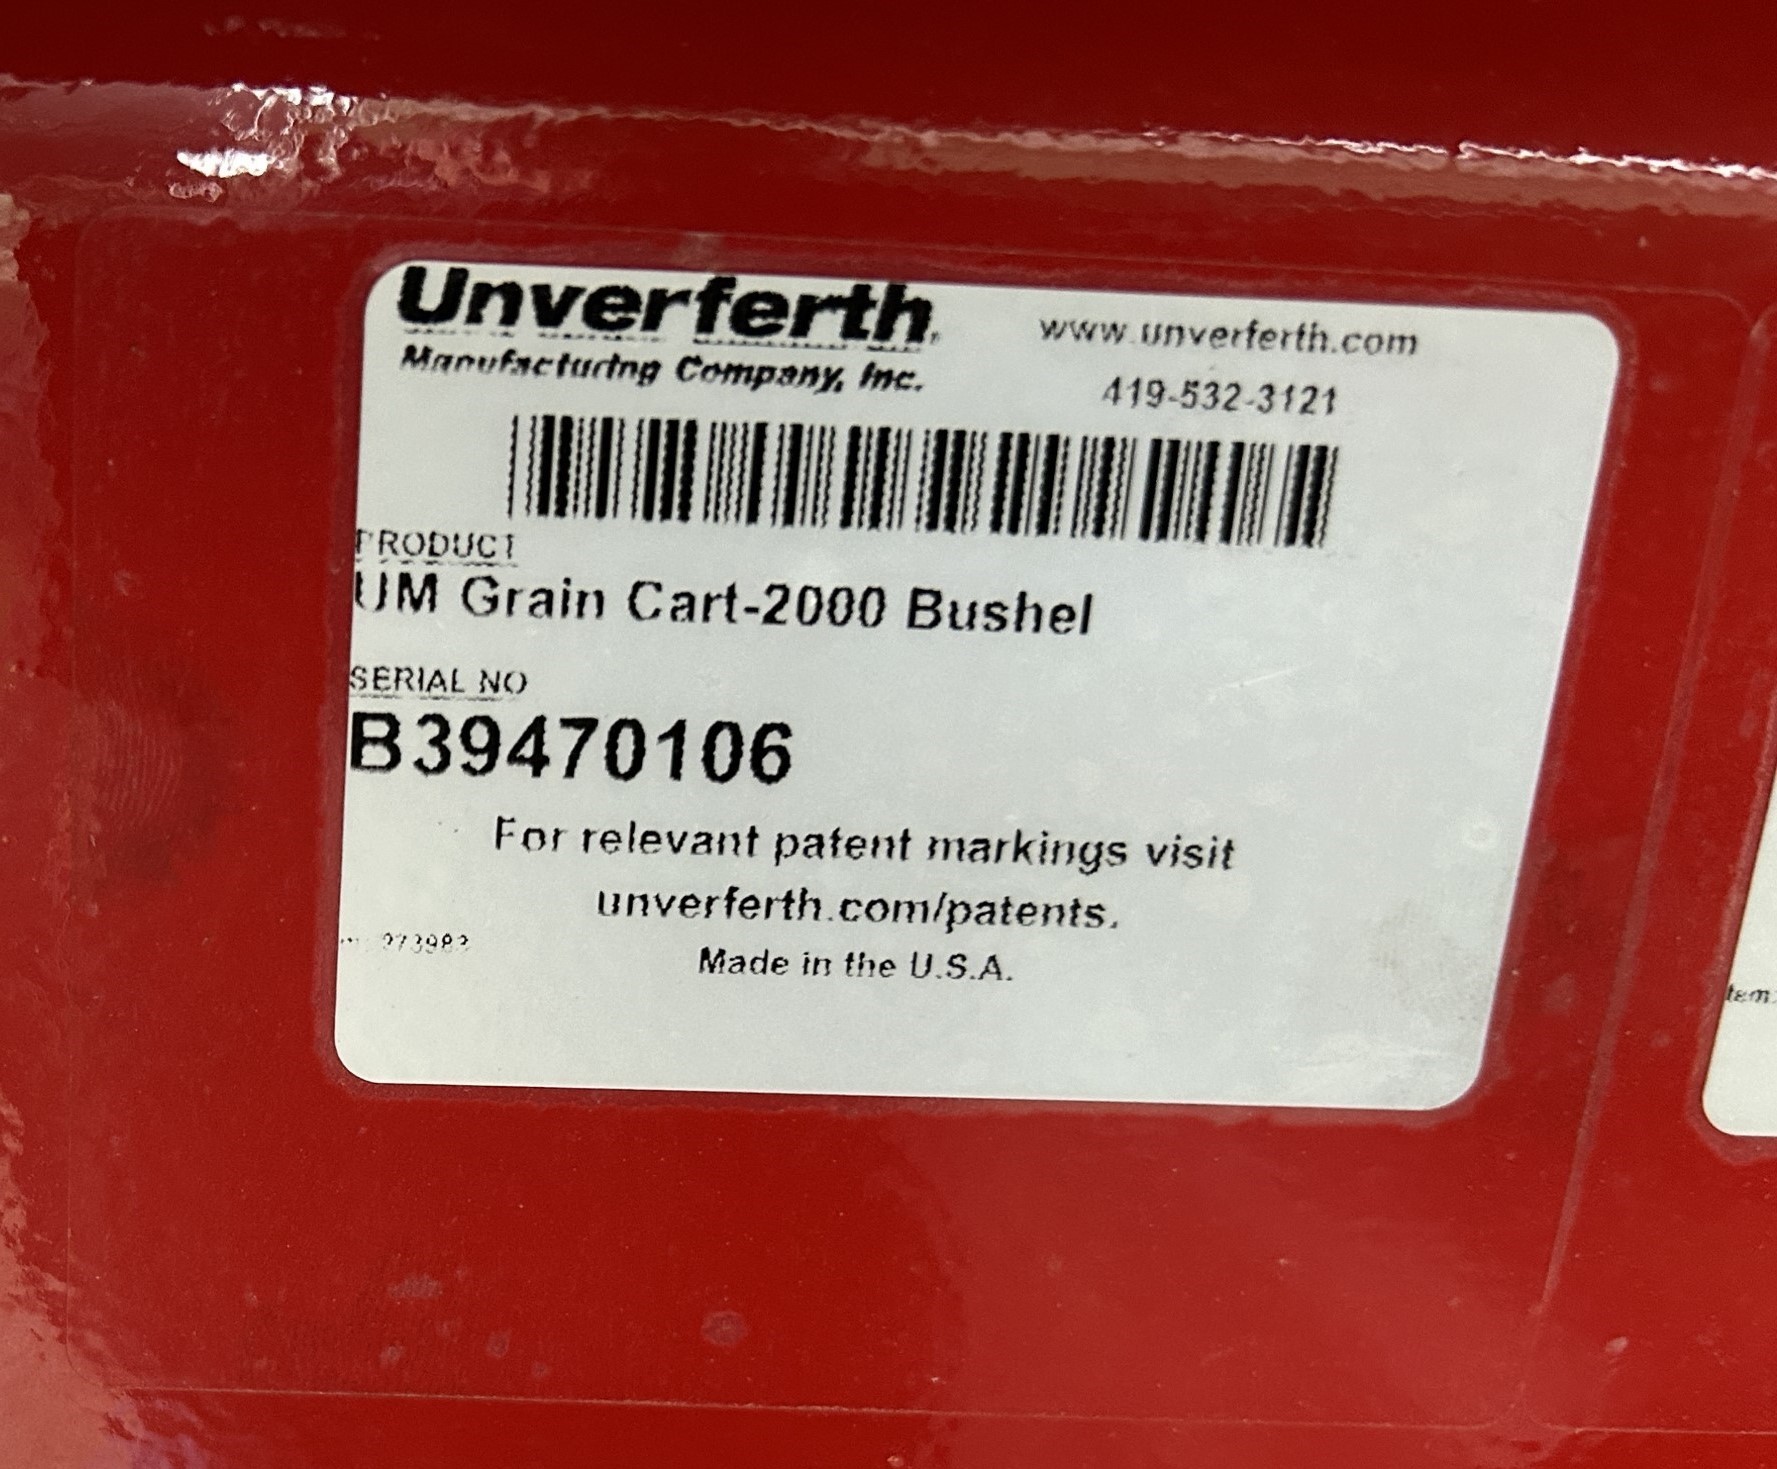 Unverferth
Manufacturing Company, Inc.
www.unverferth.com
419-532-3121
PRODUCT
UM Grain Cart-2000 Bushel
SERIAL NO
B39470106
For relevant patent markings visit
unverferth.com/patents.
273983
Made in the U.S.A.